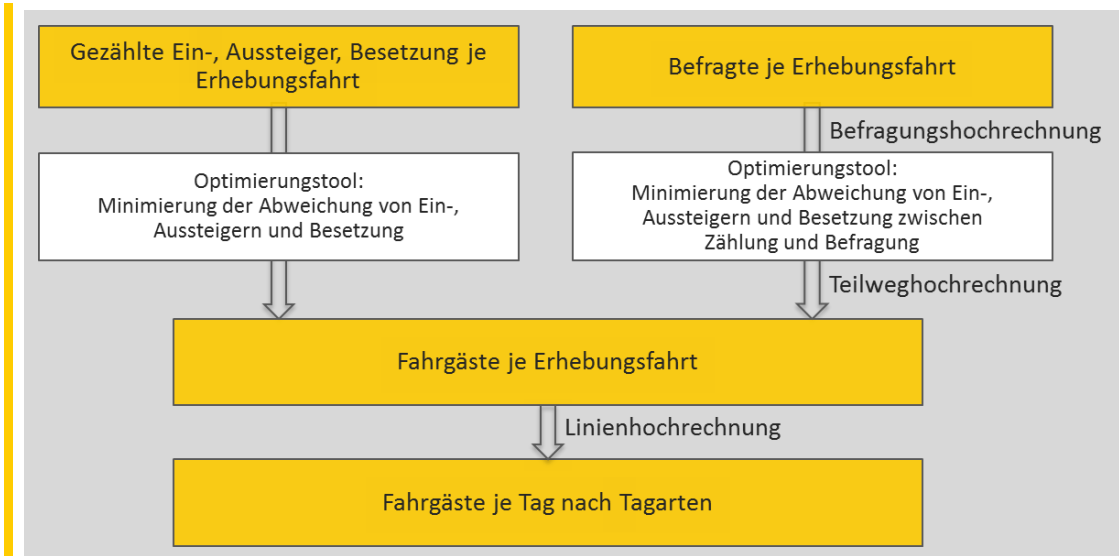 Gezählte Ein-, Aussteiger, Besetzung je
Erhebungsfahrt
Befragte je Erhebungsfahrt
Befragungshochrechnung
Optimierungstool:
Minimierung der Abweichung von Ein-,
Aussteigern und Besetzung
Optimierungstool:
Minimierung der Abweichung von Ein-,
Aussteigern und Besetzung zwischen
Zählung und Befragung
Teilweghochrechnung
Fahrgäste je Erhebungsfahrt
Linienhochrechnung
Fahrgäste je Tag nach Tagarten